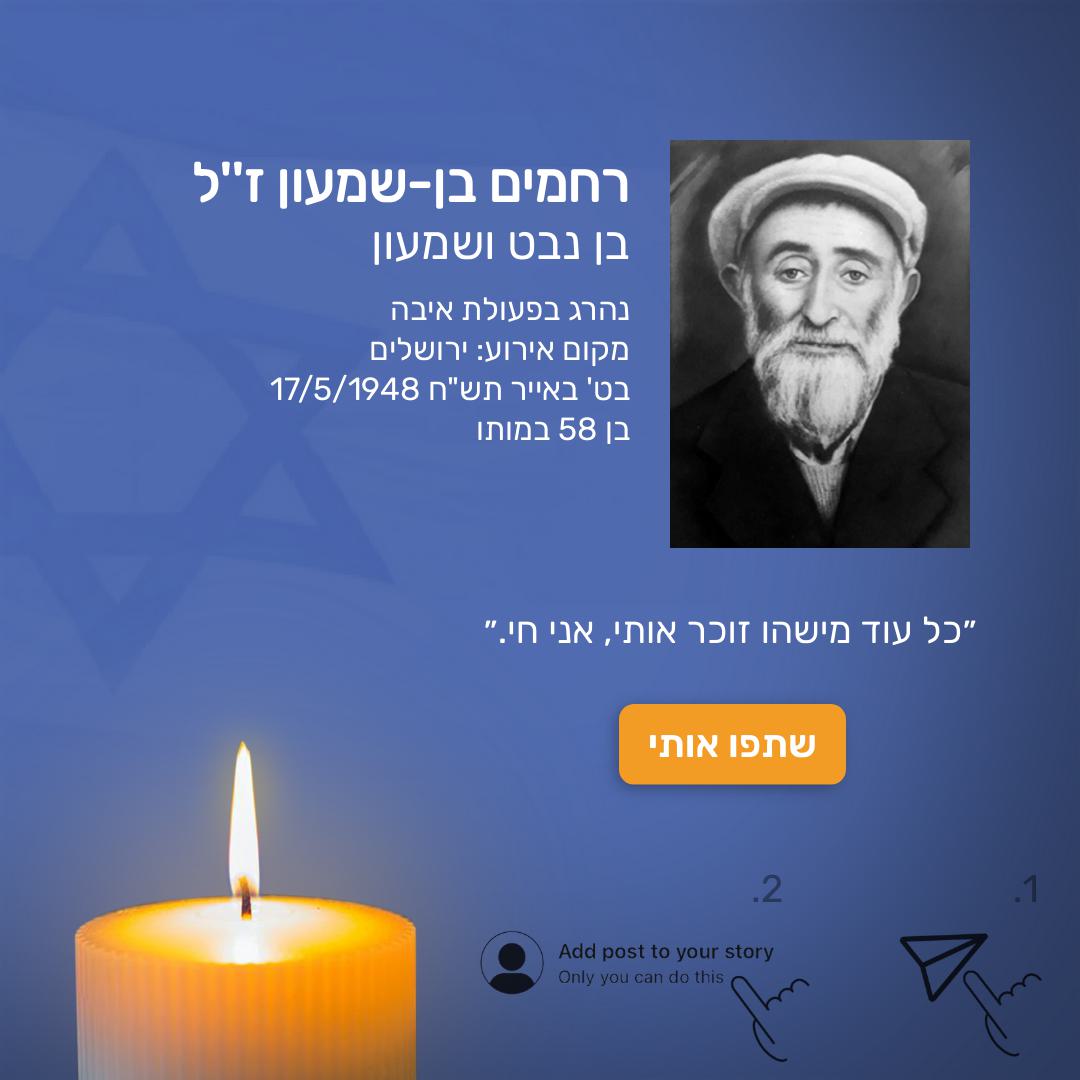 רחמים בן-שמעון ז"ל
בן נבט ושמעון
נהרג בפעולת איבה
מקום אירוע: ירושלים
בט' באייר תש"ח 17/5/1948
בן 58 במותו
"כל עוד מישהו זוכר אותי, אני חי."
שתפו אותי
1.
2.
Add post to your story
Only you can do this